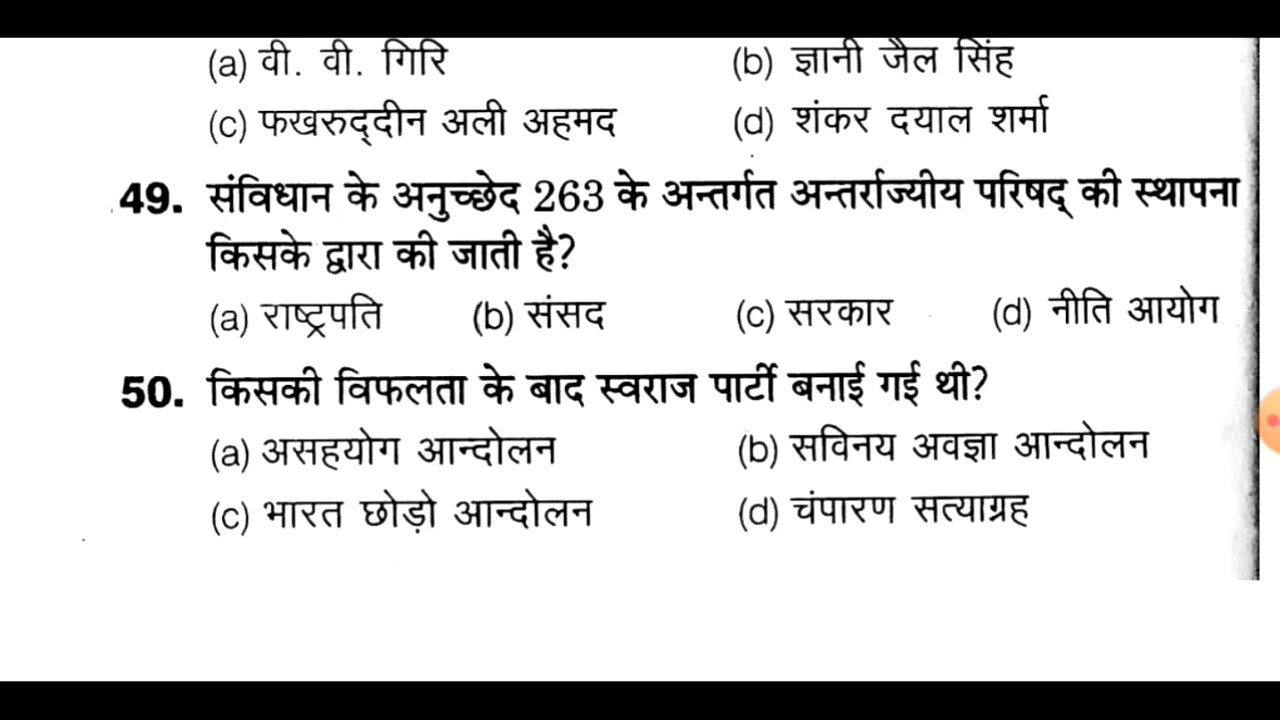 (a) वी. वी. गिरि (b) ज्ञानी जैल सिंह
(c) फखरुद्दीन अली अहमद (d) शंकर दयाल शर्मा
49. संविधान के अनुच्छेद 263 के अन्तर्गत अन्तर्राज्यीय परिषद् की स्थापना
किसके द्वारा की जाती है?
(a) राष्ट्रपति (b) संसद (c) सरकार (d) नीति आयोग
50. किसकी विफलता के बाद स्वराज पार्टी बनाई गई थी?
(a) असहयोग आन्दोलन (b) सविनय अवज्ञा आन्दोलन
(c) भारत छोड़ो आन्दोलन (d) चंपारण सत्याग्रह